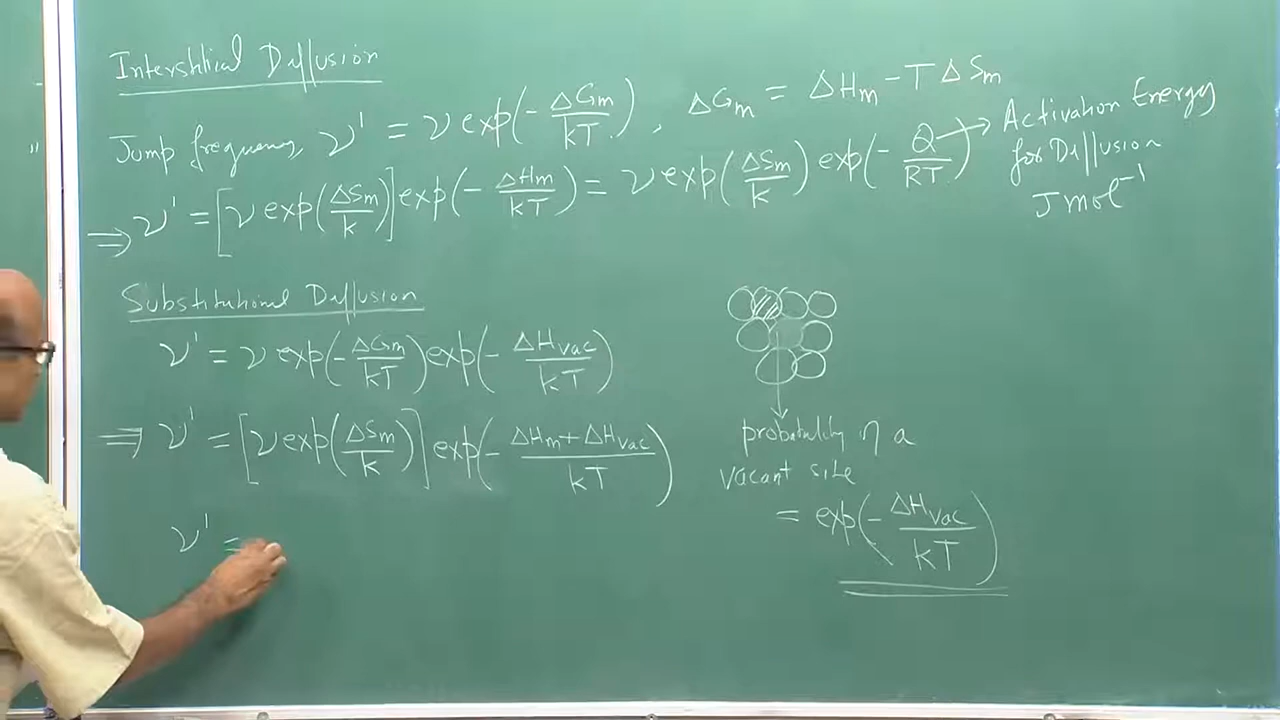 Interstitial Diffusion
Jump frequency, ν' = ν exp(-ΔGm/kT), ΔGm = ΔHm - TΔSm
⇒ ν' = [ν exp(ΔSm/k)] exp(-ΔHm/kT) = ν exp(ΔSm/k) exp(-Q/RT) → Activation Energy
for Diffusion
J mol⁻¹
Substitutional Diffusion
ν' = ν exp(-ΔGm/kT) exp(-ΔHvac/kT)
⇒ ν' = [ν exp(ΔSm/k)] exp(-(ΔHm + ΔHvac)/kT)
ν' =
probability of a
vacant site
= exp(-ΔHvac/kT)